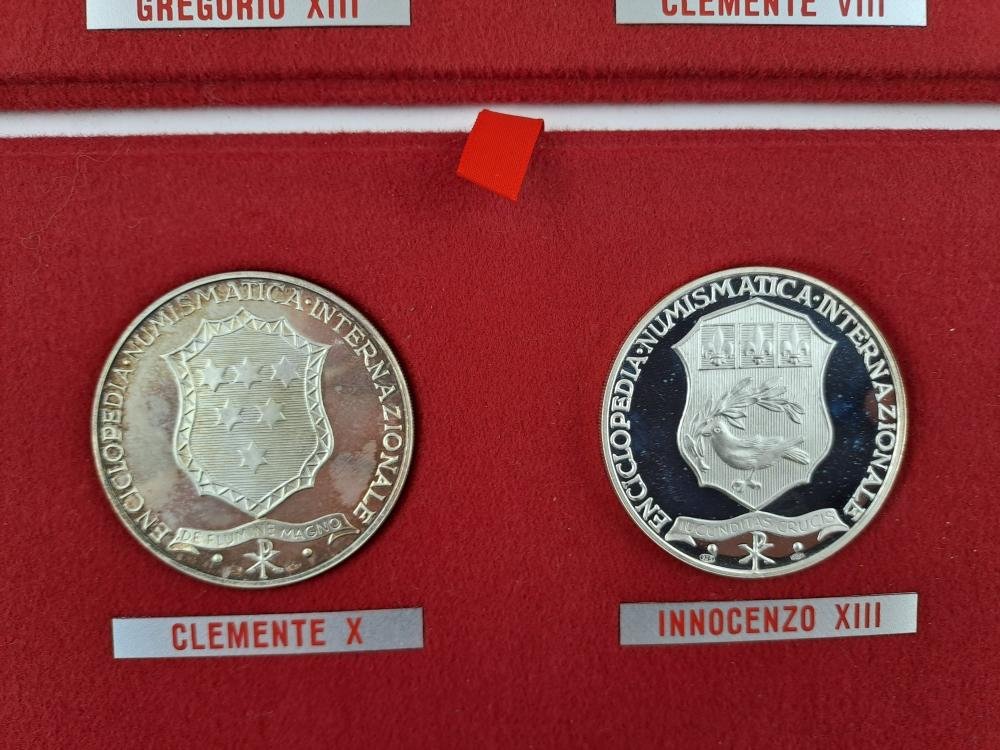 GREGORIO XIII
CLEMENTE VIII
ENCICLOPEDIA·NUMISMATICA·INTERNAZIONALE
DE FLUMINE MAGNO
CLEMENTE X
ENCICLOPEDIA·NUMISMATICA·INTERNAZIONALE
IUCUNDITAS CRUCIS
INNOCENZO XIII